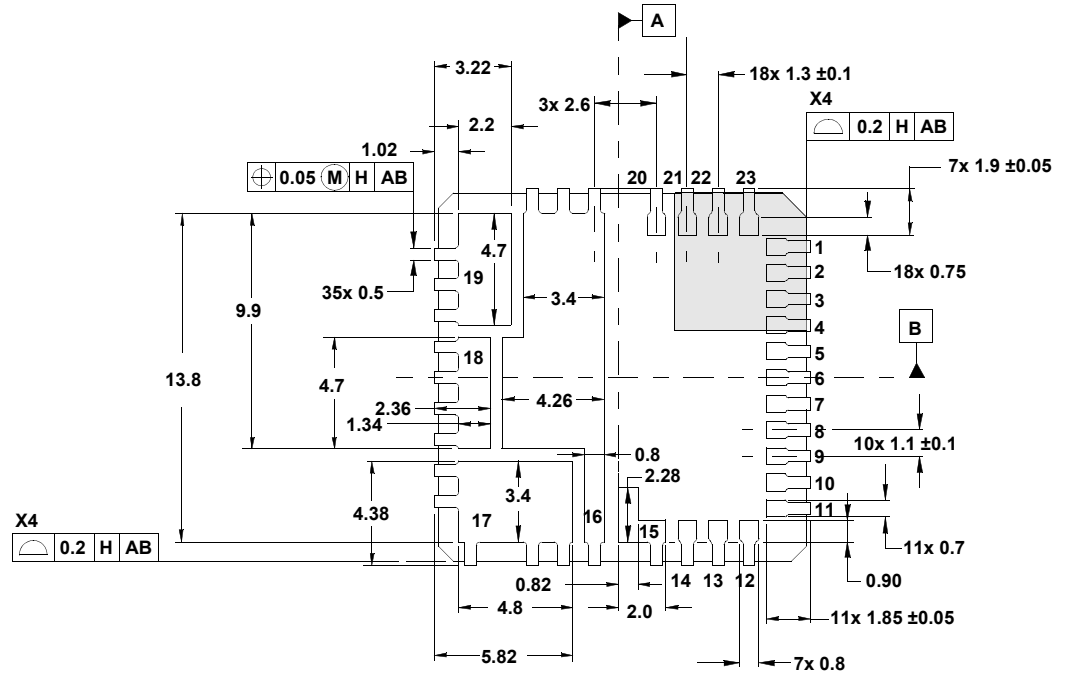 A
3.22
18x 1.3 ±0.1
X4
3x 2.6
2.2
0.2 H AB
1.02
7x 1.9 ±0.05
0.05 M H AB
20 21 22 23
4.7
1
19
2
18x 0.75
35x 0.5
3.4
3
9.9
4
B
5
18
13.8
6
4.7
2.36
4.26
7
1.34
8
10x 1.1 ±0.1
0.8
9
2.28
10
3.4
4.38
11
X4
17
16
15
0.2 H AB
11x 0.7
0.82
14 13 12
0.90
4.8
2.0
11x 1.85 ±0.05
5.82
7x 0.8